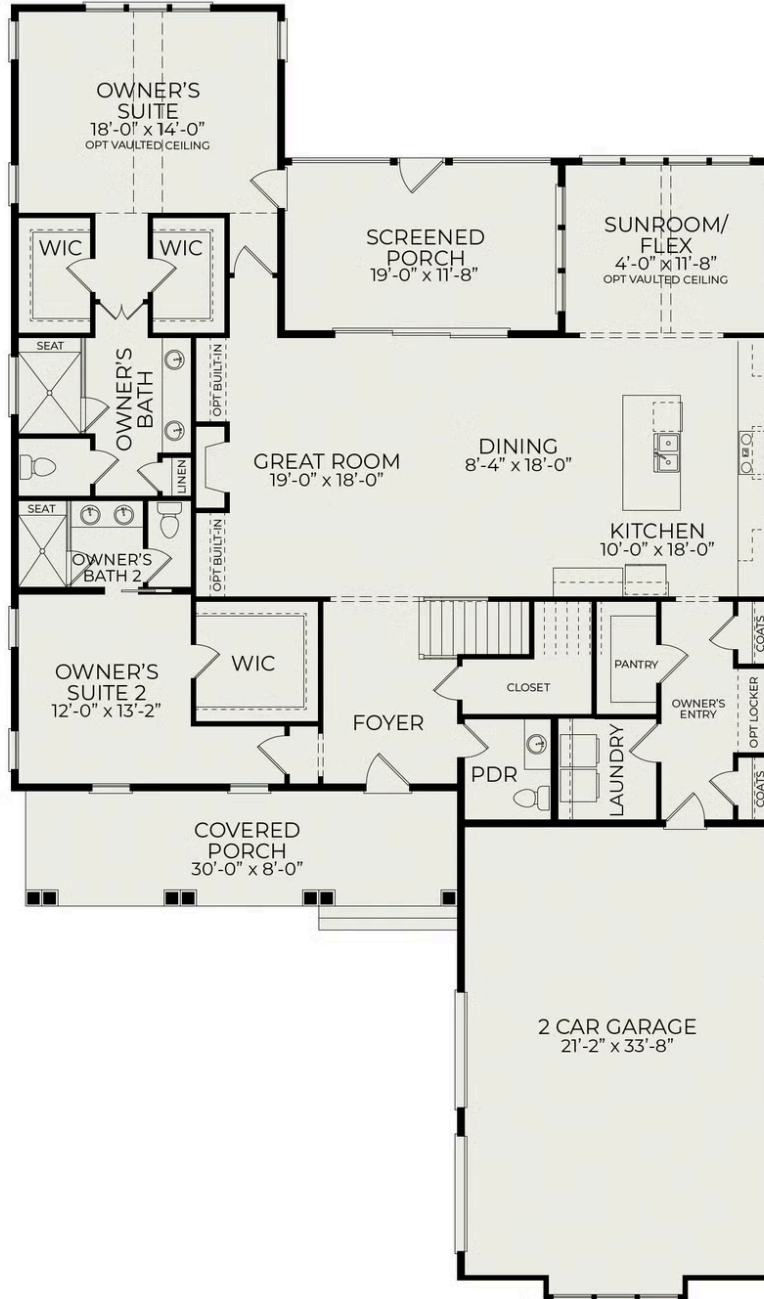 OWNER'S
SUITE
18'-0" x 14'-0"
OPT VAULTED CEILING
WIC
WIC
SCREENED
PORCH
19'-0" x 11'-8"
SUNROOM/
FLEX
4'-0" x 11'-8"
OPT VAULTED CEILING
SEAT
OWNER'S
BATH
OPT BUILT-IN
LINEN
GREAT ROOM
19'-0" x 18'-0"
DINING
8'-4" x 18'-0"
KITCHEN
10'-0" x 18'-0"
SEAT
OWNER'S
BATH 2
OPT BUILT-IN
OWNER'S
SUITE 2
12'-0" x 13'-2"
WIC
FOYER
CLOSET
PANTRY
OWNER'S
ENTRY
COATS
OPT LOCKER
COATS
PDR
LAUNDRY
COVERED
PORCH
30'-0" x 8'-0"
2 CAR GARAGE
21'-2" x 33'-8"